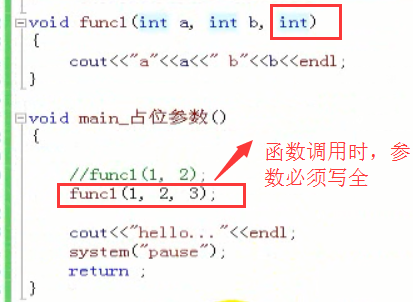 void func1(int a, int b, int)
{
cout<<"a"<<a<<" b"<<b<<endl;
}
void main_占位参数()
{
//func1(1, 2);
func1(1, 2, 3);
函数调用时，参
数必须写全
cout<<"hello..."<<endl;
system("pause");
return ;
}